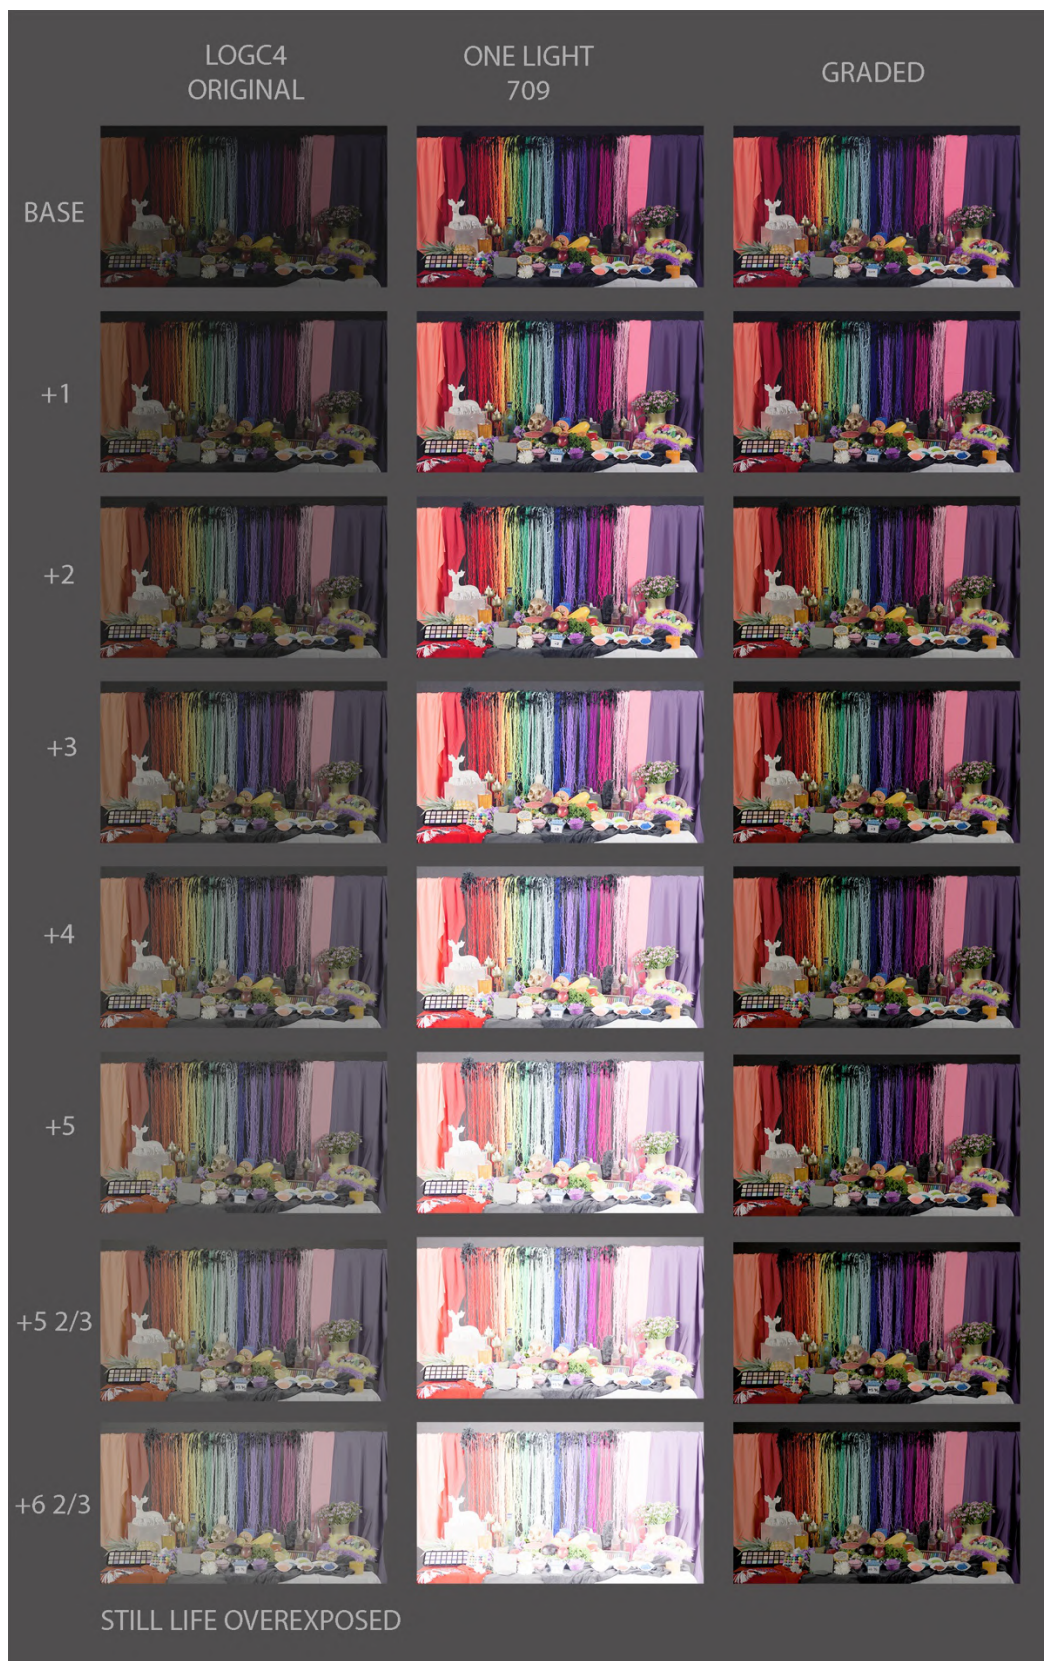 LOGC4
ORIGINAL
ONE LIGHT
709
GRADED
BASE
+1
+2
+3
+4
+5
+5 2/3
+6 2/3
STILL LIFE OVEREXPOSED